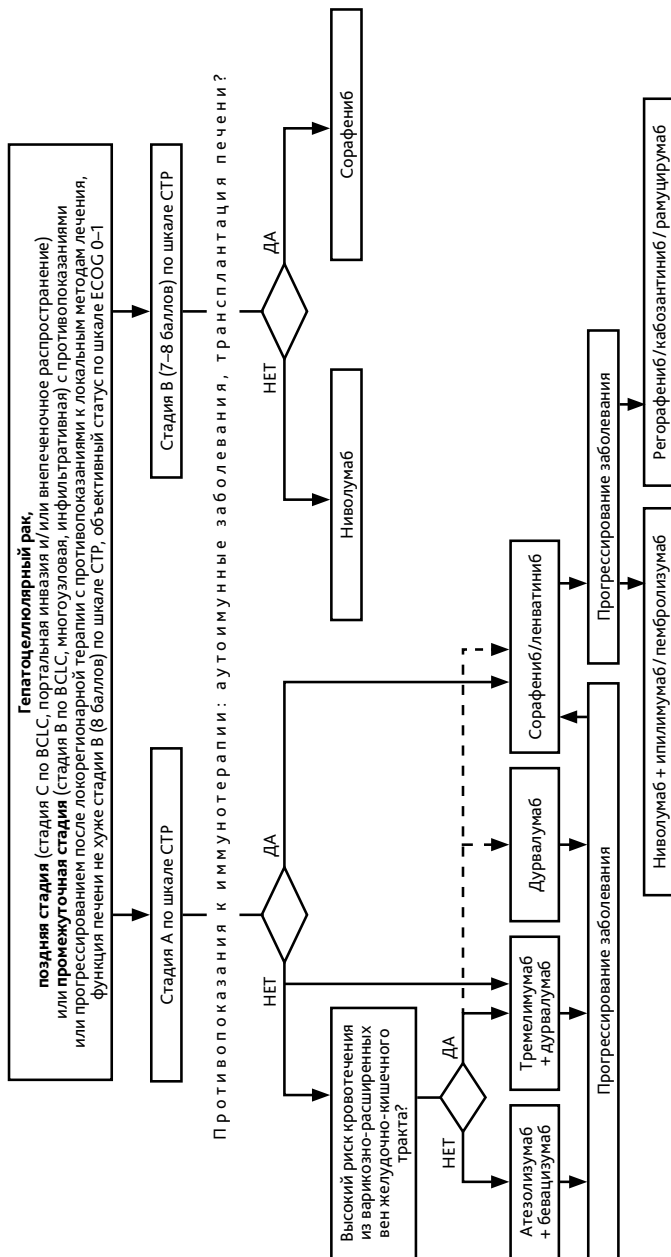 Гепатоцеллюлярный рак,
поздняя стадия (стадия C по BCLC, портальная инвазия и/или внепеченочное распространение)
или промежуточная стадия (стадия B по BCLC, многоузловая, инфильтративная) с противопоказаниями
или прогрессированием после локорегионарной терапии с противопоказаниями к локальным методам лечения,
функция печени не хуже стадии B (8 баллов) по шкале CTP, объективный статус по шкале ECOG 0–1
Стадия A по шкале CTP
Стадия B (7–8 баллов) по шкале CTP
Противопоказания к иммунотерапии: аутоимунные заболевания, трансплантация печени?
НЕТ
ДА
НЕТ
ДА
Высокий риск кровотечения
из варикозно-расширенных
вен желудочно-кишечного
тракта?
Ниволумаб
Сорафениб
НЕТ
ДА
Атезолизумаб
+ бевацизумаб
Тремелимумаб
+ дурвалумаб
Дурвалумаб
Сорафениб/ленватиниб
Прогрессирование заболевания
Прогрессирование заболевания
Ниволумаб + ипилимумаб/пембролизумаб
Регорафениб/кабозантиниб/рамуцирумаб